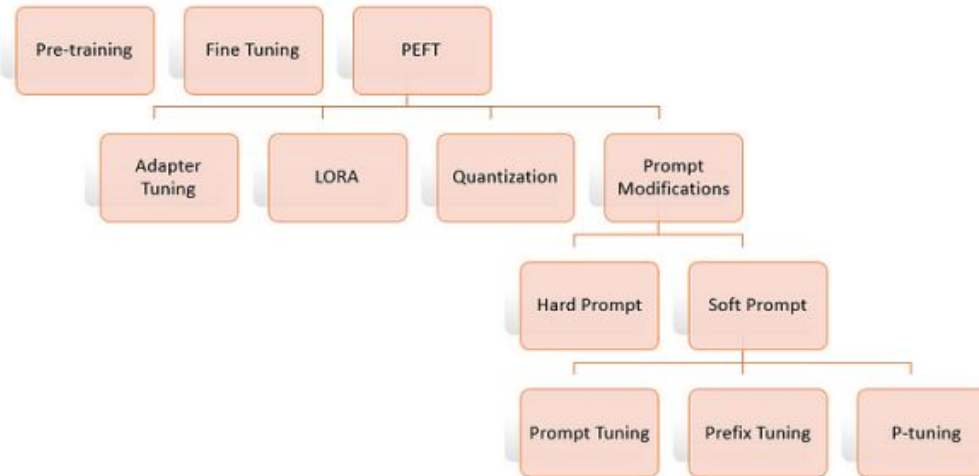 Pre-training
Fine Tuning
PEFT
Adapter
Tuning
LORA
Quantization
Prompt
Modifications
Hard Prompt
Soft Prompt
Prompt Tuning
Prefix Tuning
P-tuning